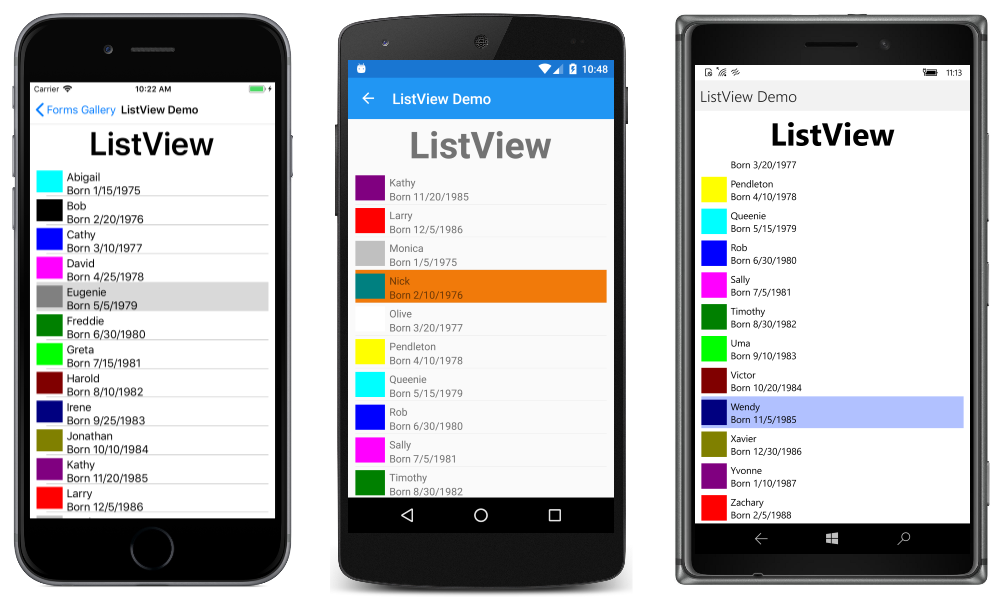 Carrier 10:22 AM
Forms Gallery ListView Demo
ListView
Abigail
Born 1/15/1975
Bob
Born 2/20/1976
Cathy
Born 3/10/1977
David
Born 4/25/1978
Eugenie
Born 5/5/1979
Freddie
Born 6/30/1980
Greta
Born 7/15/1981
Harold
Born 8/10/1982
Irene
Born 9/25/1983
Jonathan
Born 10/10/1984
Kathy
Born 11/20/1985
Larry
Born 12/5/1986
10:48
ListView Demo
ListView
Kathy
Born 11/20/1985
Larry
Born 12/5/1986
Monica
Born 1/5/1975
Nick
Born 2/10/1976
Olive
Born 3/20/1977
Pendleton
Born 4/10/1978
Queenie
Born 5/15/1979
Rob
Born 6/30/1980
Sally
Born 7/5/1981
Timothy
Born 8/30/1982
11:13
ListView Demo
ListView
Born 3/20/1977
Pendleton
Born 4/10/1978
Queenie
Born 5/15/1979
Rob
Born 6/30/1980
Sally
Born 7/5/1981
Timothy
Born 8/30/1982
Uma
Born 9/10/1983
Victor
Born 10/20/1984
Wendy
Born 11/5/1985
Xavier
Born 12/30/1986
Yvonne
Born 1/10/1987
Zachary
Born 2/5/1988